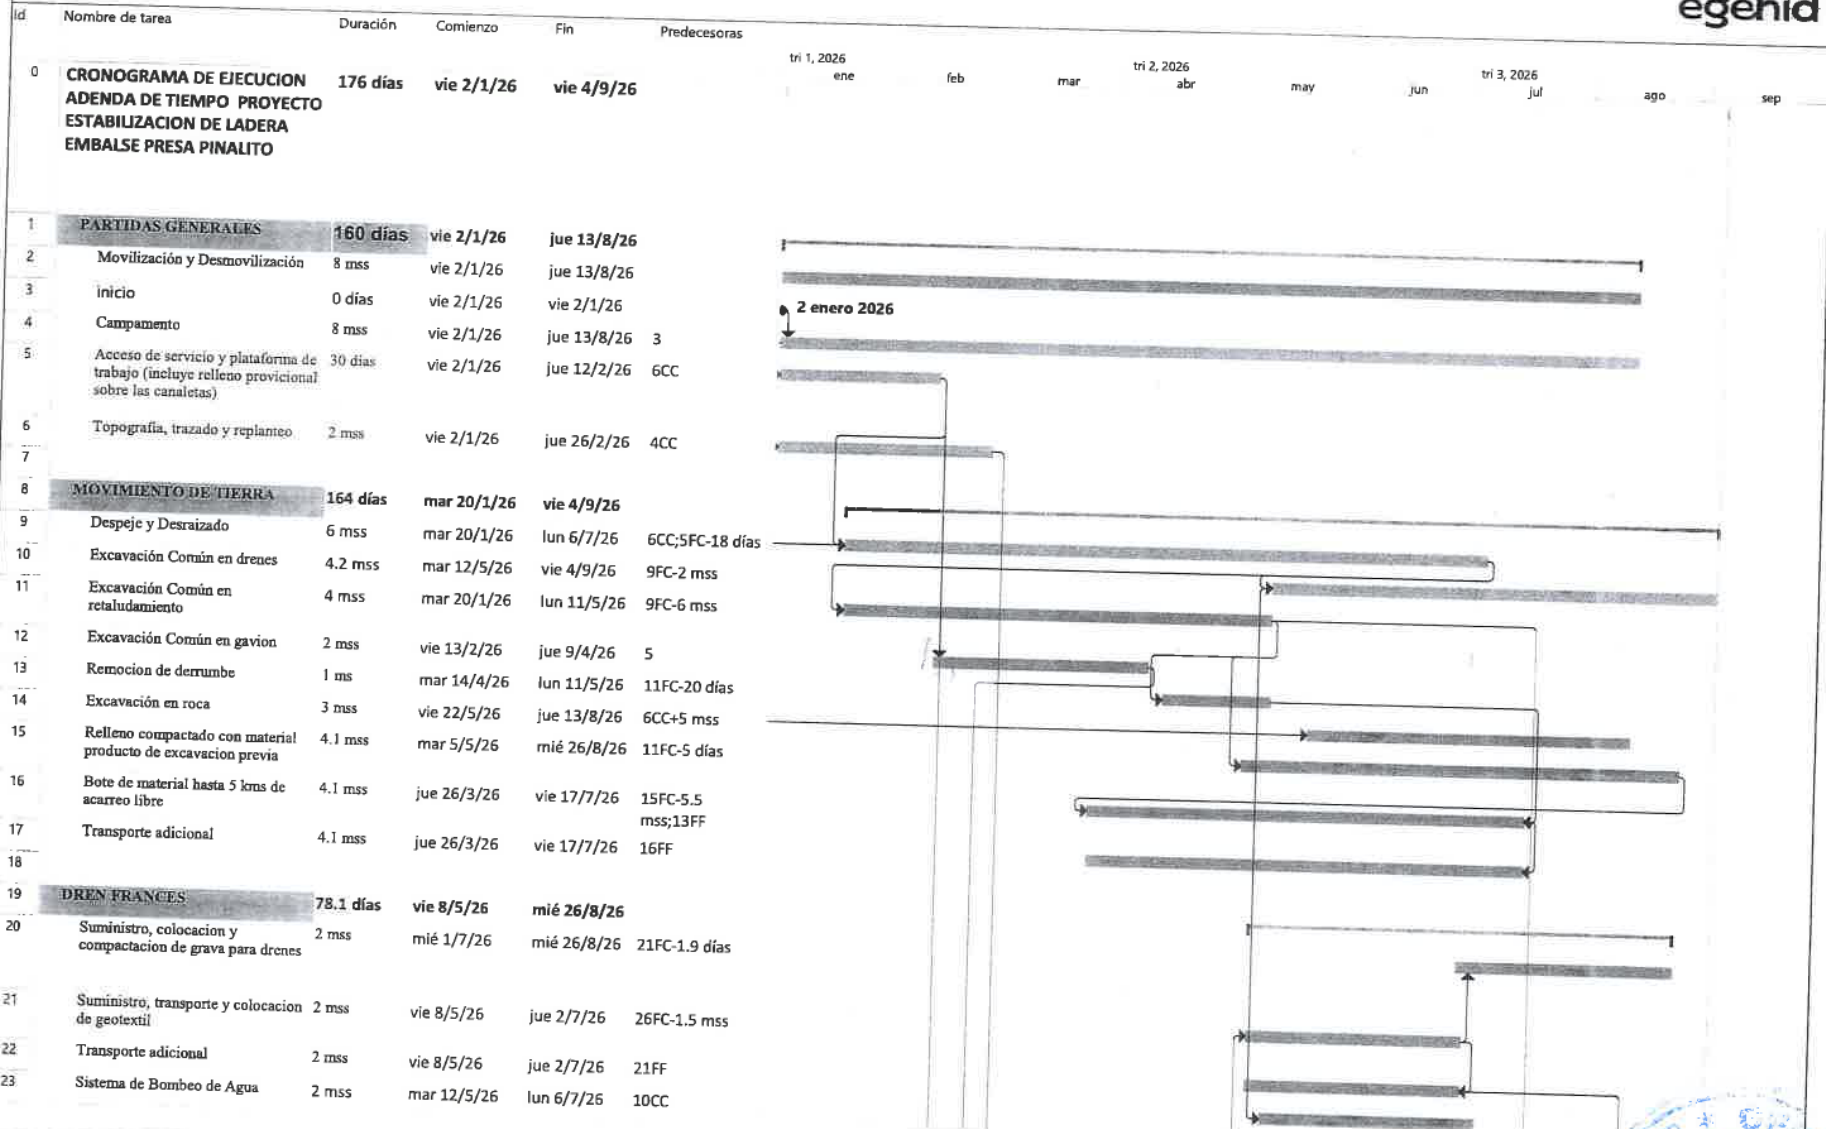 egehid
Id Nombre de tarea Duración Comienzo Fin Predecesoras
tri 1, 2026 tri 2, 2026 tri 3, 2026
ene feb mar abr may jun jul ago sep
0 CRONOGRAMA DE EJECUCION 176 días vie 2/1/26 vie 4/9/26
ADENDA DE TIEMPO PROYECTO
ESTABILIZACION DE LADERA
EMBALSE PRESA PINALITO
1 PARTIDAS GENERALES 160 días vie 2/1/26 jue 13/8/26
2 Movilización y Desmovilización 8 mss vie 2/1/26 jue 13/8/26
3 inicio 0 días vie 2/1/26 vie 2/1/26
2 enero 2026
4 Campamento 8 mss vie 2/1/26 jue 13/8/26 3
5 Acceso de servicio y plataforma de 30 dias vie 2/1/26 jue 12/2/26 6CC
trabajo (incluye relleno provicional
sobre las canaletas)
6 Topografia, trazado y replanteo 2 mss vie 2/1/26 jue 26/2/26 4CC
7
8 MOVIMIENTO DE TIERRA 164 días mar 20/1/26 vie 4/9/26
9 Despeje y Desraizado 6 mss mar 20/1/26 lun 6/7/26 6CC;5FC-18 días
10 Excavación Común en drenes 4.2 mss mar 12/5/26 vie 4/9/26 9FC-2 mss
11 Excavación Común en 4 mss mar 20/1/26 lun 11/5/26 9FC-6 mss
retaludamiento
12 Excavación Común en gavion 2 mss vie 13/2/26 jue 9/4/26 5
13 Remocion de derrumbe 1 ms mar 14/4/26 lun 11/5/26 11FC-20 días
14 Excavación en roca 3 mss vie 22/5/26 jue 13/8/26 6CC+5 mss
15 Relleno compactado con material 4.1 mss mar 5/5/26 mié 26/8/26 11FC-5 días
producto de excavacion previa
16 Bote de material hasta 5 kms de 4.1 mss jue 26/3/26 vie 17/7/26 15FC-5.5
acarreo libre mss;13FF
17 Transporte adicional 4.1 mss jue 26/3/26 vie 17/7/26 16FF
18
19 DREN FRANCES 78.1 días vie 8/5/26 mié 26/8/26
20 Suministro, colocacion y 2 mss mié 1/7/26 mié 26/8/26 21FC-1.9 días
compactacion de grava para drenes
21 Suministro, transporte y colocacion 2 mss vie 8/5/26 jue 2/7/26 26FC-1.5 mss
de geotextil
22 Transporte adicional 2 mss vie 8/5/26 jue 2/7/26 21FF
23 Sistema de Bombeo de Agua 2 mss mar 12/5/26 lun 6/7/26 10CC